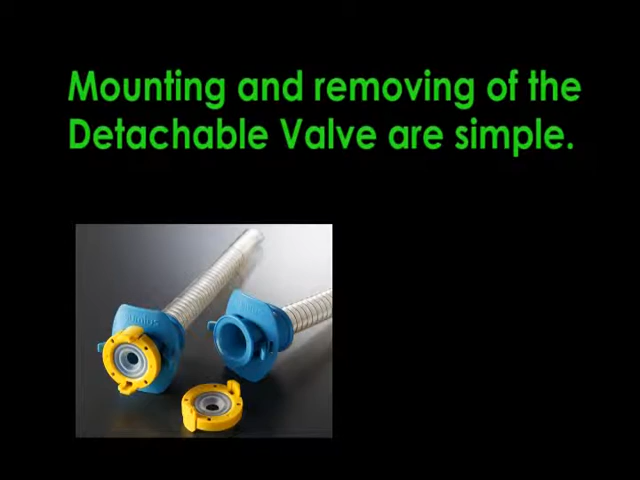 Mounting and removing of the
Detachable Valve are simple.